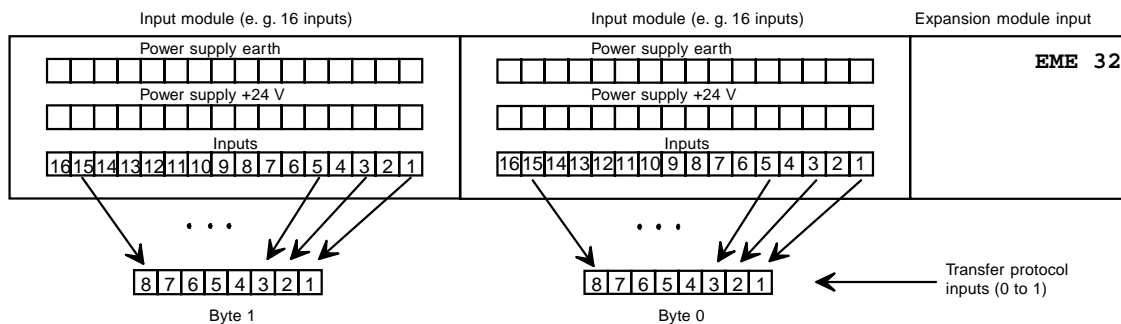 Input module (e. g. 16 inputs) Input module (e. g. 16 inputs) Expansion module input
Power supply earth Power supply earth
EME 32
Power supply +24 V Power supply +24 V
Inputs Inputs
16 15 14 13 12 11 10 9 8 7 6 5 4 3 2 1 16 15 14 13 12 11 10 9 8 7 6 5 4 3 2 1
. . . . . .
8 7 6 5 4 3 2 1 8 7 6 5 4 3 2 1 Transfer protocol
inputs (0 to 1)
Byte 1 Byte 0